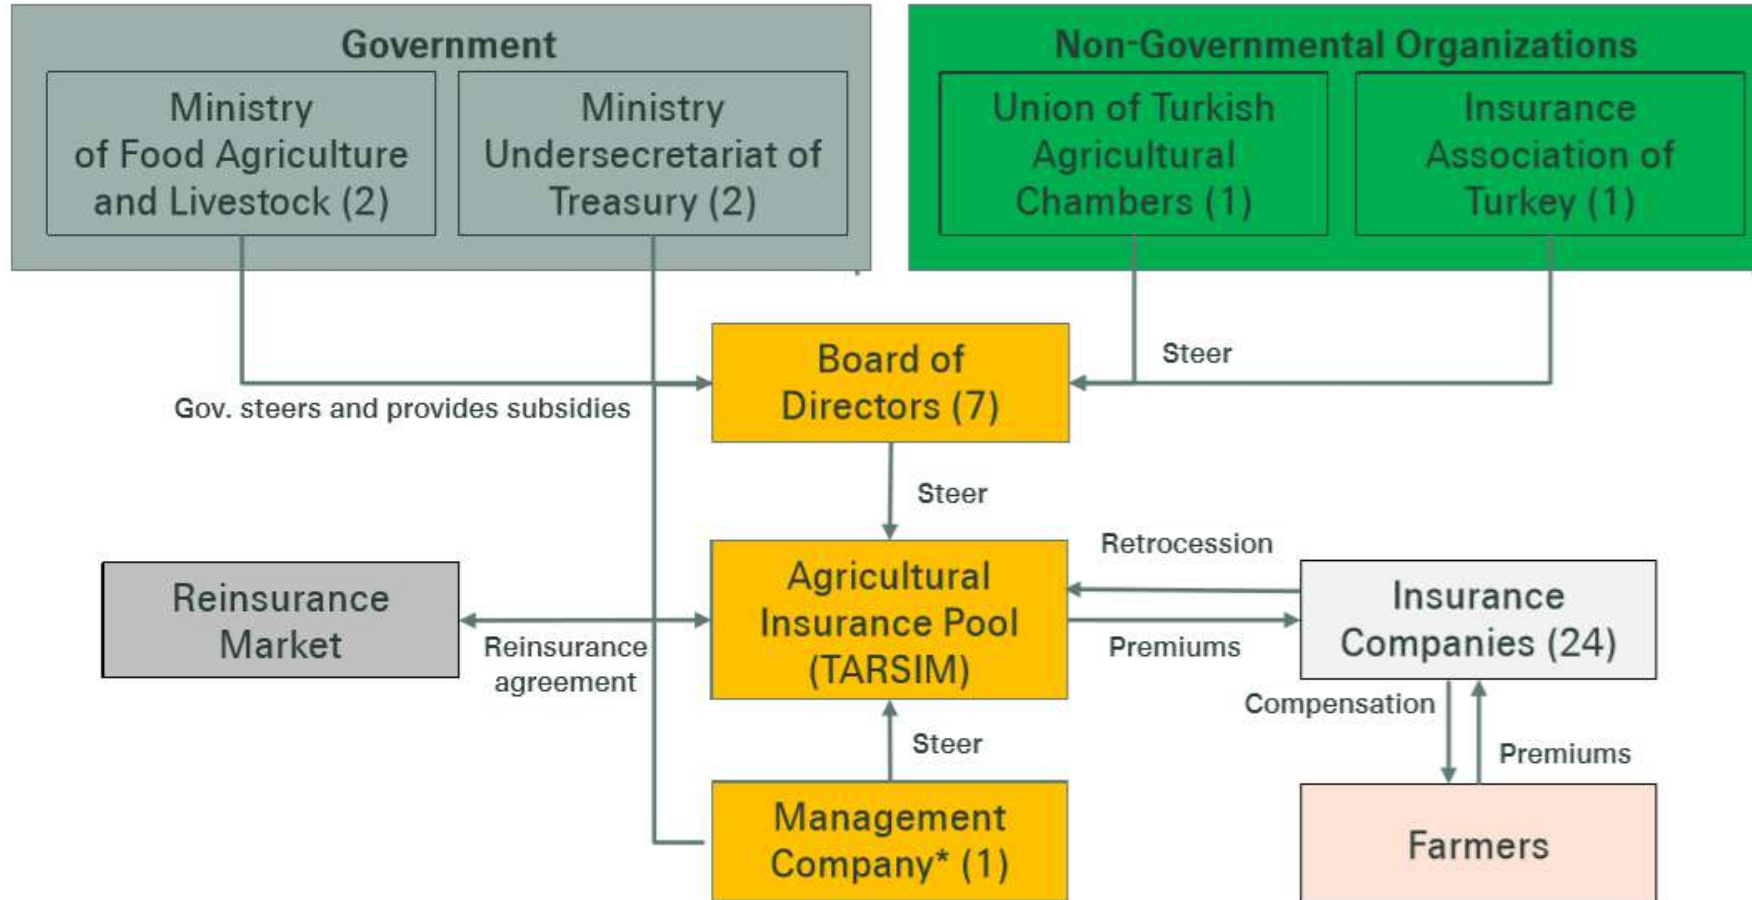 Government
Ministry
of Food Agriculture
and Livestock (2)
Ministry
Undersecretariat of
Treasury (2)
Non-Governmental Organizations
Union of Turkish
Agricultural
Chambers (1)
Insurance
Association of
Turkey (1)
Board of
Directors (7)
Steer
Gov. steers and provides subsidies
Steer
Retrocession
Reinsurance
Market
Reinsurance
agreement
Agricultural
Insurance Pool
(TARSIM)
Premiums
Insurance
Companies (24)
Compensation
Premiums
Steer
Management
Company* (1)
Farmers